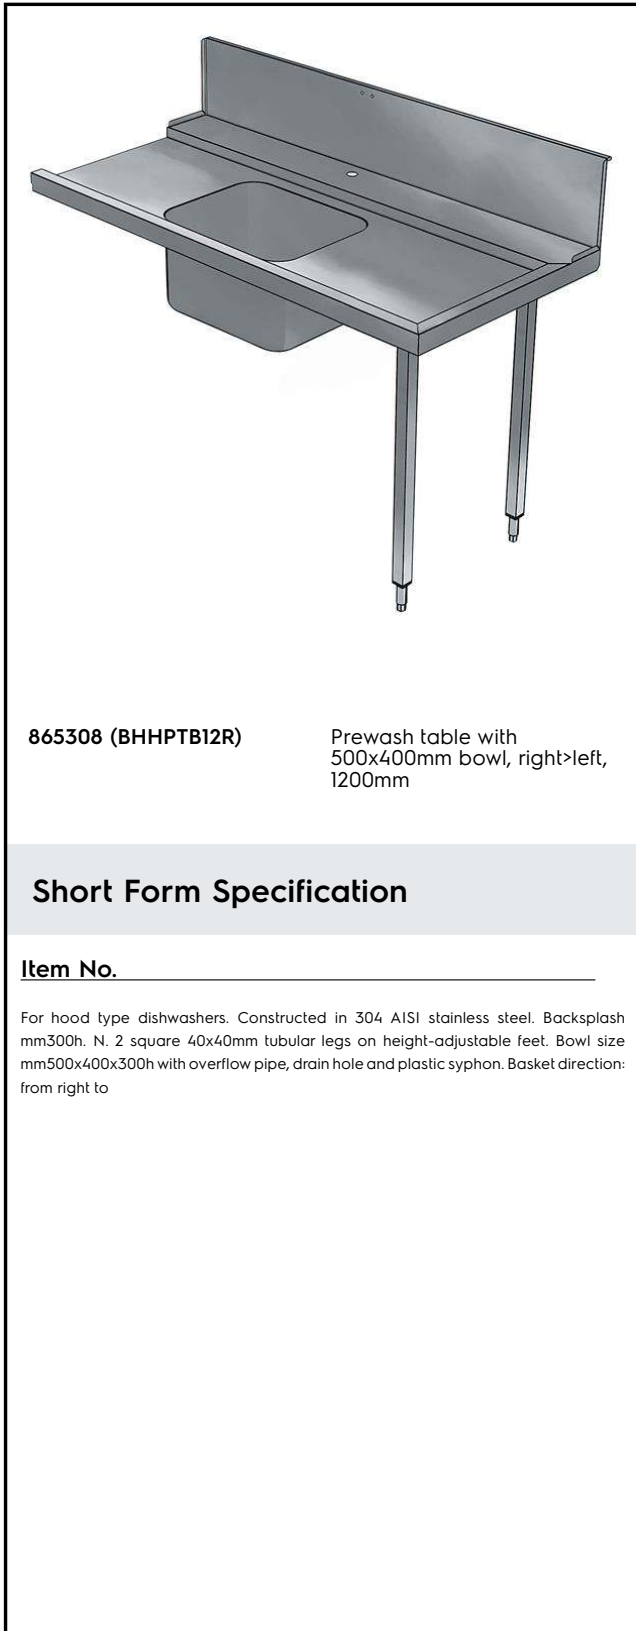 865308 (BHHPTB12R)
Prewash table with
500x400mm bowl, right>left,
1200mm
Short Form Specification
Item No.
For hood type dishwashers. Constructed in 304 AISI stainless steel. Backsplash
mm300h. N. 2 square 40x40mm tubular legs on height-adjustable feet. Bowl size
mm500x400x300h with overflow pipe, drain hole and plastic syphon. Basket direction:
from right to